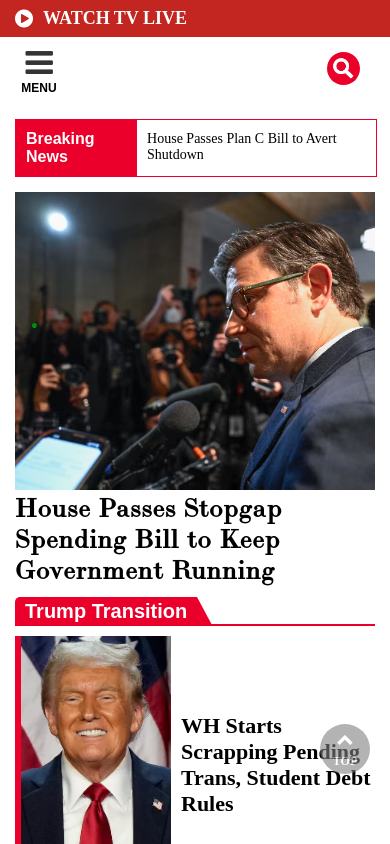 WATCH TV LIVE
MENU
Breaking
News
House Passes Plan C Bill to Avert
Shutdown
House Passes Stopgap
Spending Bill to Keep
Government Running
Trump Transition
WH Starts
Scrapping Pending
Trans, Student Debt
Rules
TOP